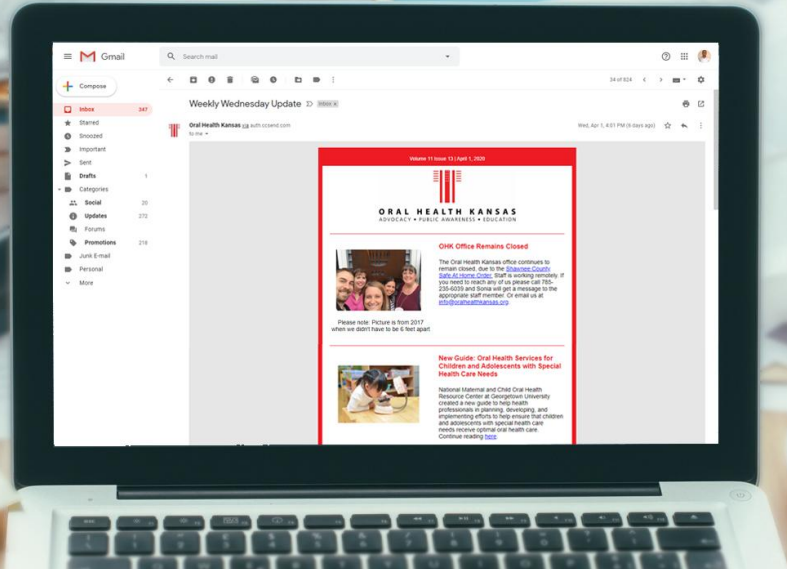 Gmail
Search mail
Compose
34 of 824
Inbox 247
Starred
Snoozed
Important
Sent
Drafts 1
Categories
Social 20
Updates 272
Forums
Promotions 218
Junk E-mail
Personal
More
Weekly Wednesday Update Inbox x
Oral Health Kansas via auth.ccsend.com
Wed, Apr 1, 4:01 PM (6 days ago)
to me
Volume 11 Issue 13 | April 1, 2020
ORAL HEALTH KANSAS
ADVOCACY • PUBLIC AWARENESS • EDUCATION
OHK Office Remains Closed
The Oral Health Kansas office continues to
remain closed, due to the Shawnee County
Safe At Home Order. Staff is working remotely. If
you need to reach any of us please call 785-
235-6039 and Sonia will get a message to the
appropriate staff member. Or email us at
info@oralhealthkansas.org.
Please note: Picture is from 2017
when we didn't have to be 6 feet apart
New Guide: Oral Health Services for
Children and Adolescents with Special
Health Care Needs
National Maternal and Child Oral Health
Resource Center at Georgetown University
created a new guide to help health
professionals in planning, developing, and
implementing efforts to help ensure that children
and adolescents with special health care
needs receive optimal oral health care.
Continue reading here.